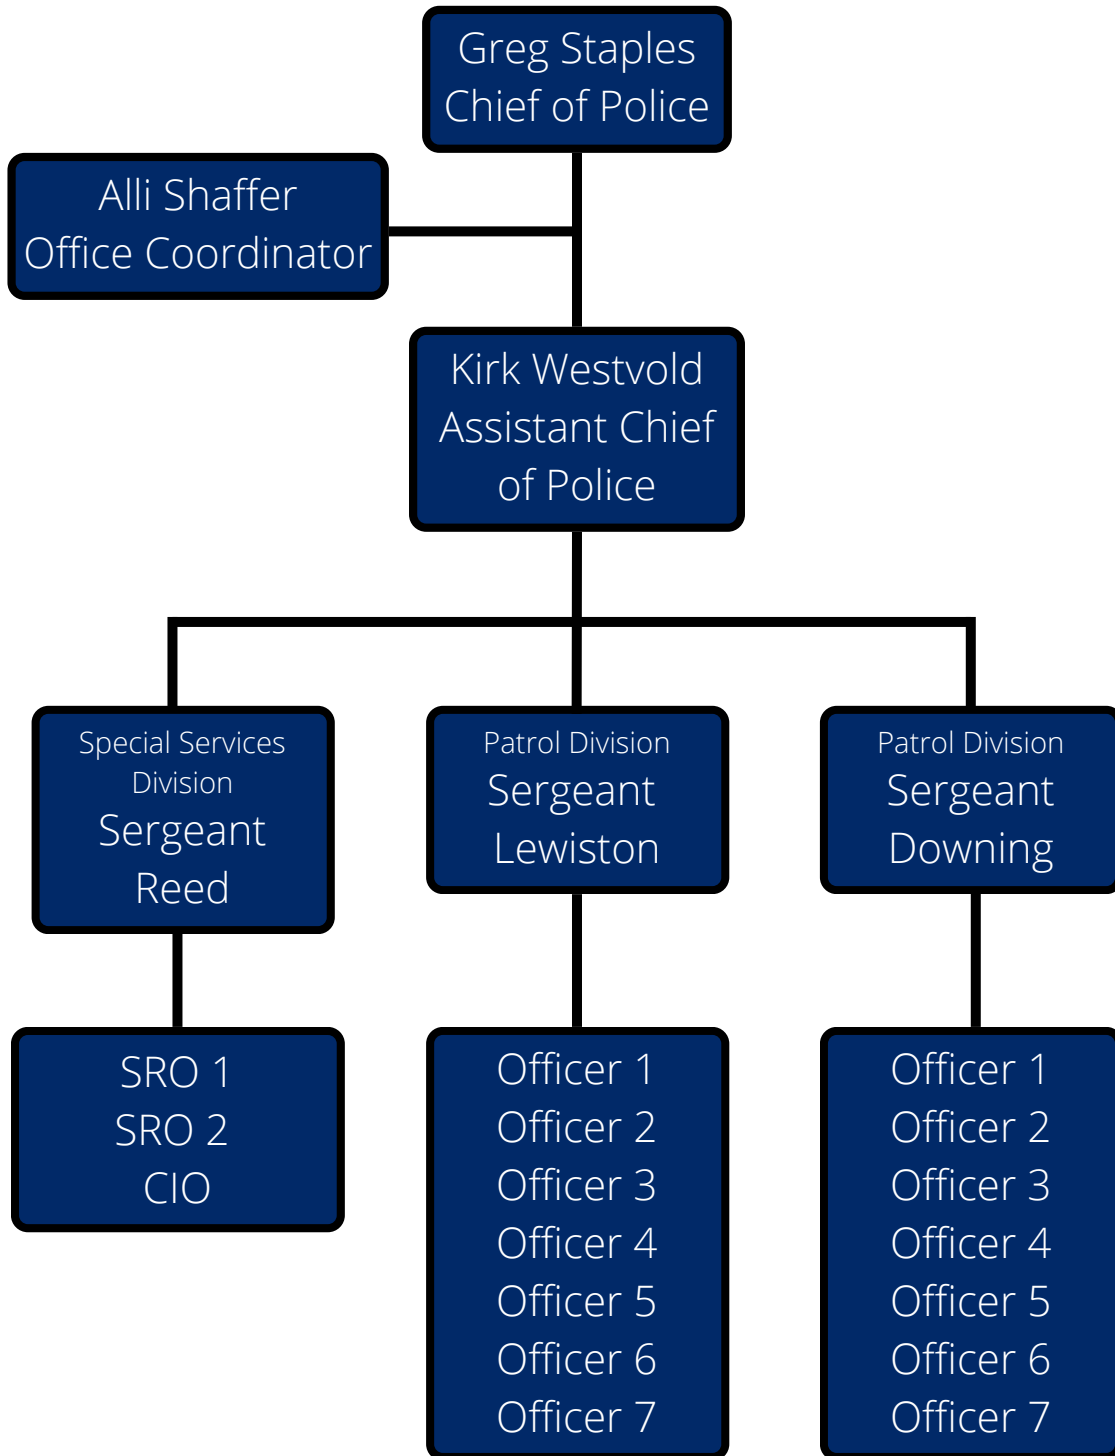 Greg Staples
Chief of Police
Alli Shaffer
Office Coordinator
Kirk Westvold
Assistant Chief
of Police
Special Services
Division
Sergeant
Reed
Patrol Division
Sergeant
Lewiston
Patrol Division
Sergeant
Downing
SRO 1
SRO 2
CIO
Officer 1
Officer 2
Officer 3
Officer 4
Officer 5
Officer 6
Officer 7
Officer 1
Officer 2
Officer 3
Officer 4
Officer 5
Officer 6
Officer 7